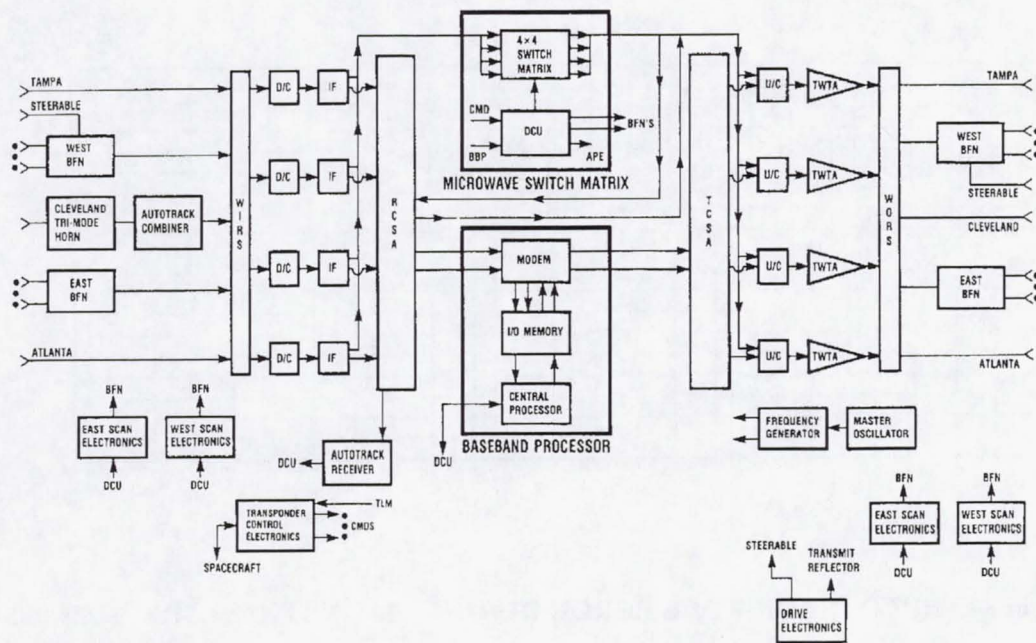 TAMPA
STEERABLE
WEST
BFN
CLEVELAND
TRI-MODE
HORN
AUTOTRACK
COMBINER
EAST
BFN
ATLANTA
WIRS
D/C
IF
D/C
IF
D/C
IF
D/C
IF
RCSA
4×4
SWITCH
MATRIX
CMD
DCU
BFN'S
BBP
APE
MICROWAVE SWITCH MATRIX
MODEM
I/O MEMORY
CENTRAL
PROCESSOR
BASEBAND PROCESSOR
DCU
TCSA
U/C
TWTA
U/C
TWTA
U/C
TWTA
U/C
TWTA
WORS
TAMPA
WEST
BFN
STEERABLE
CLEVELAND
EAST
BFN
ATLANTA
BFN
BFN
EAST SCAN
ELECTRONICS
WEST SCAN
ELECTRONICS
DCU
DCU
DCU
AUTOTRACK
RECEIVER
TRANSPONDER
CONTROL
ELECTRONICS
TLM
CMDS
SPACECRAFT
FREQUENCY
GENERATOR
MASTER
OSCILLATOR
BFN
BFN
EAST SCAN
ELECTRONICS
WEST SCAN
ELECTRONICS
DCU
DCU
STEERABLE
TRANSMIT
REFLECTOR
DRIVE
ELECTRONICS